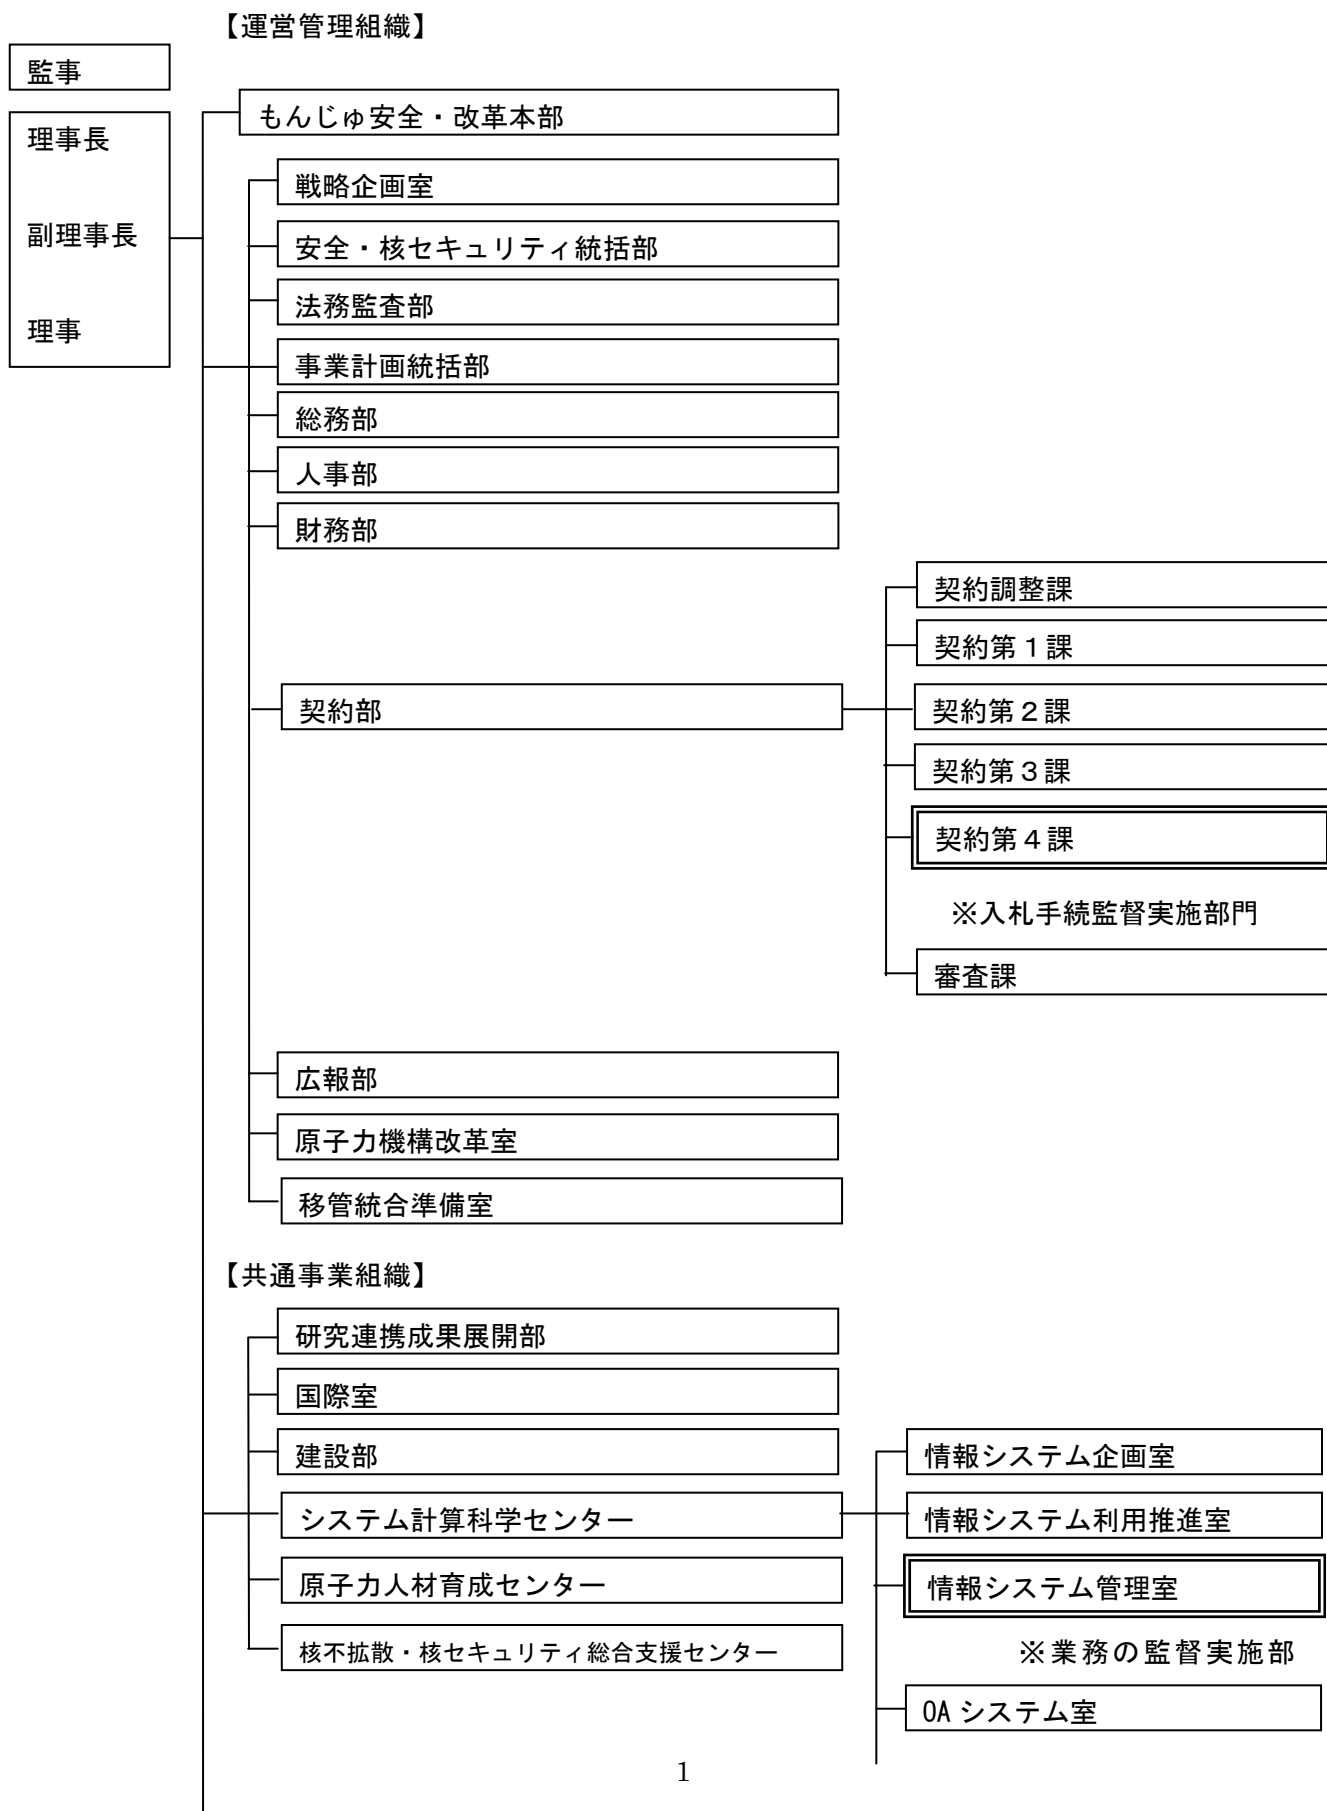 【運営管理組織】
監事
理事長
副理事長
理事
もんじゅ安全・改革本部
戦略企画室
安全・核セキュリティ統括部
法務監査部
事業計画統括部
総務部
人事部
財務部
契約部
契約調整課
契約第１課
契約第２課
契約第３課
契約第４課
※入札手続監督実施部門
審査課
広報部
原子力機構改革室
移管統合準備室
【共通事業組織】
研究連携成果展開部
国際室
建設部
システム計算科学センター
原子力人材育成センター
核不拡散・核セキュリティ総合支援センター
情報システム企画室
情報システム利用推進室
情報システム管理室
※業務の監督実施部
OAシステム室
1